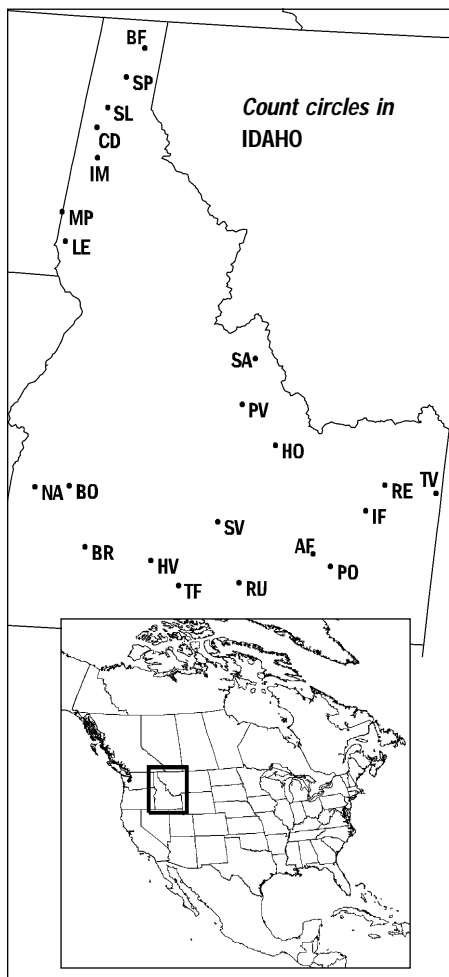 BF
SP
Count circles in
IDAHO
SL
CD
IM
MP
LE
SA
PV
HO
TV
NA BO RE
IF
SV
BR AF
HV PO
TF RU